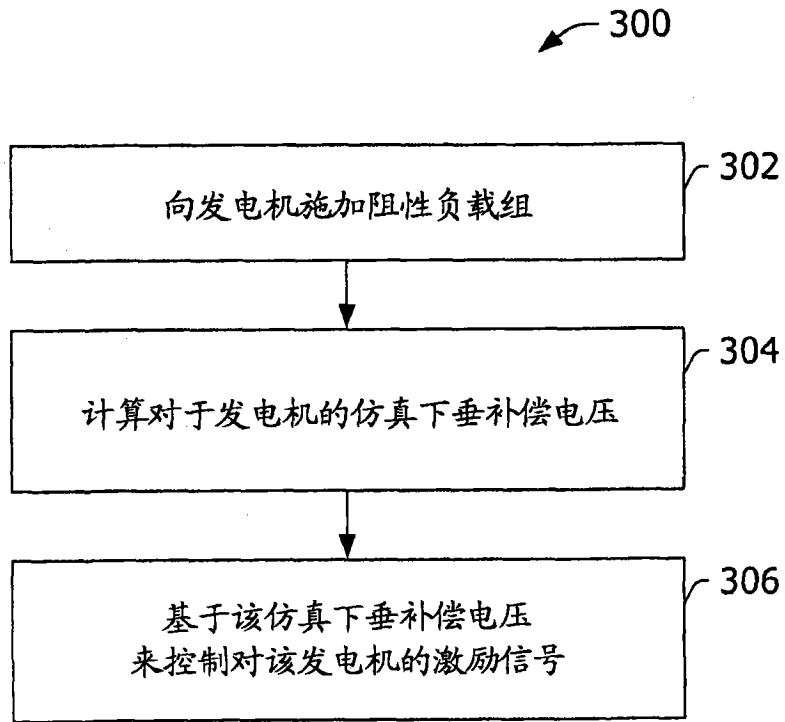 300
302
向发电机施加阻性负载组
304
计算对于发电机的仿真下垂补偿电压
306
基于该仿真下垂补偿电压
来控制对该发电机的激励信号